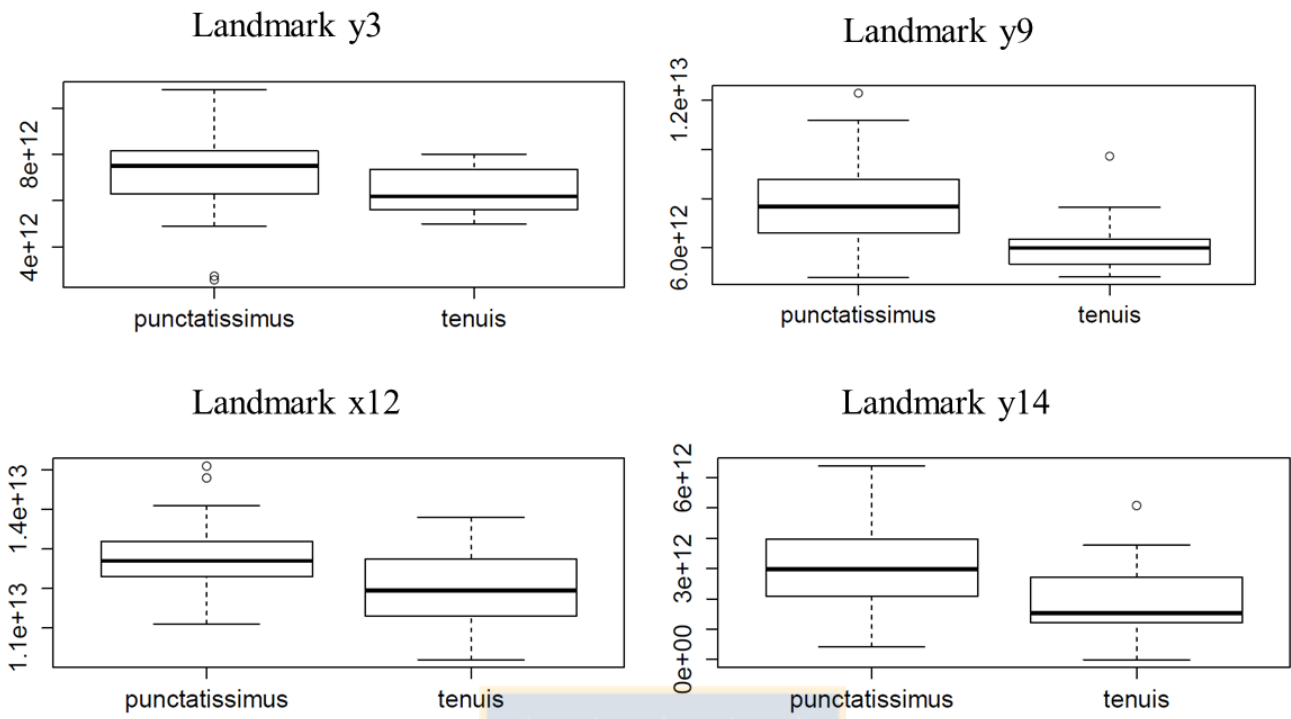 Landmark y3
8e+12
4e+12
punctatissimus
tenuis
Landmark y9
1.2e+13
6.0e+12
punctatissimus
tenuis
Landmark x12
1.4e+13
1.1e+13
punctatissimus
tenuis
Landmark y14
6e+12
3e+12
0e+00
punctatissimus
tenuis